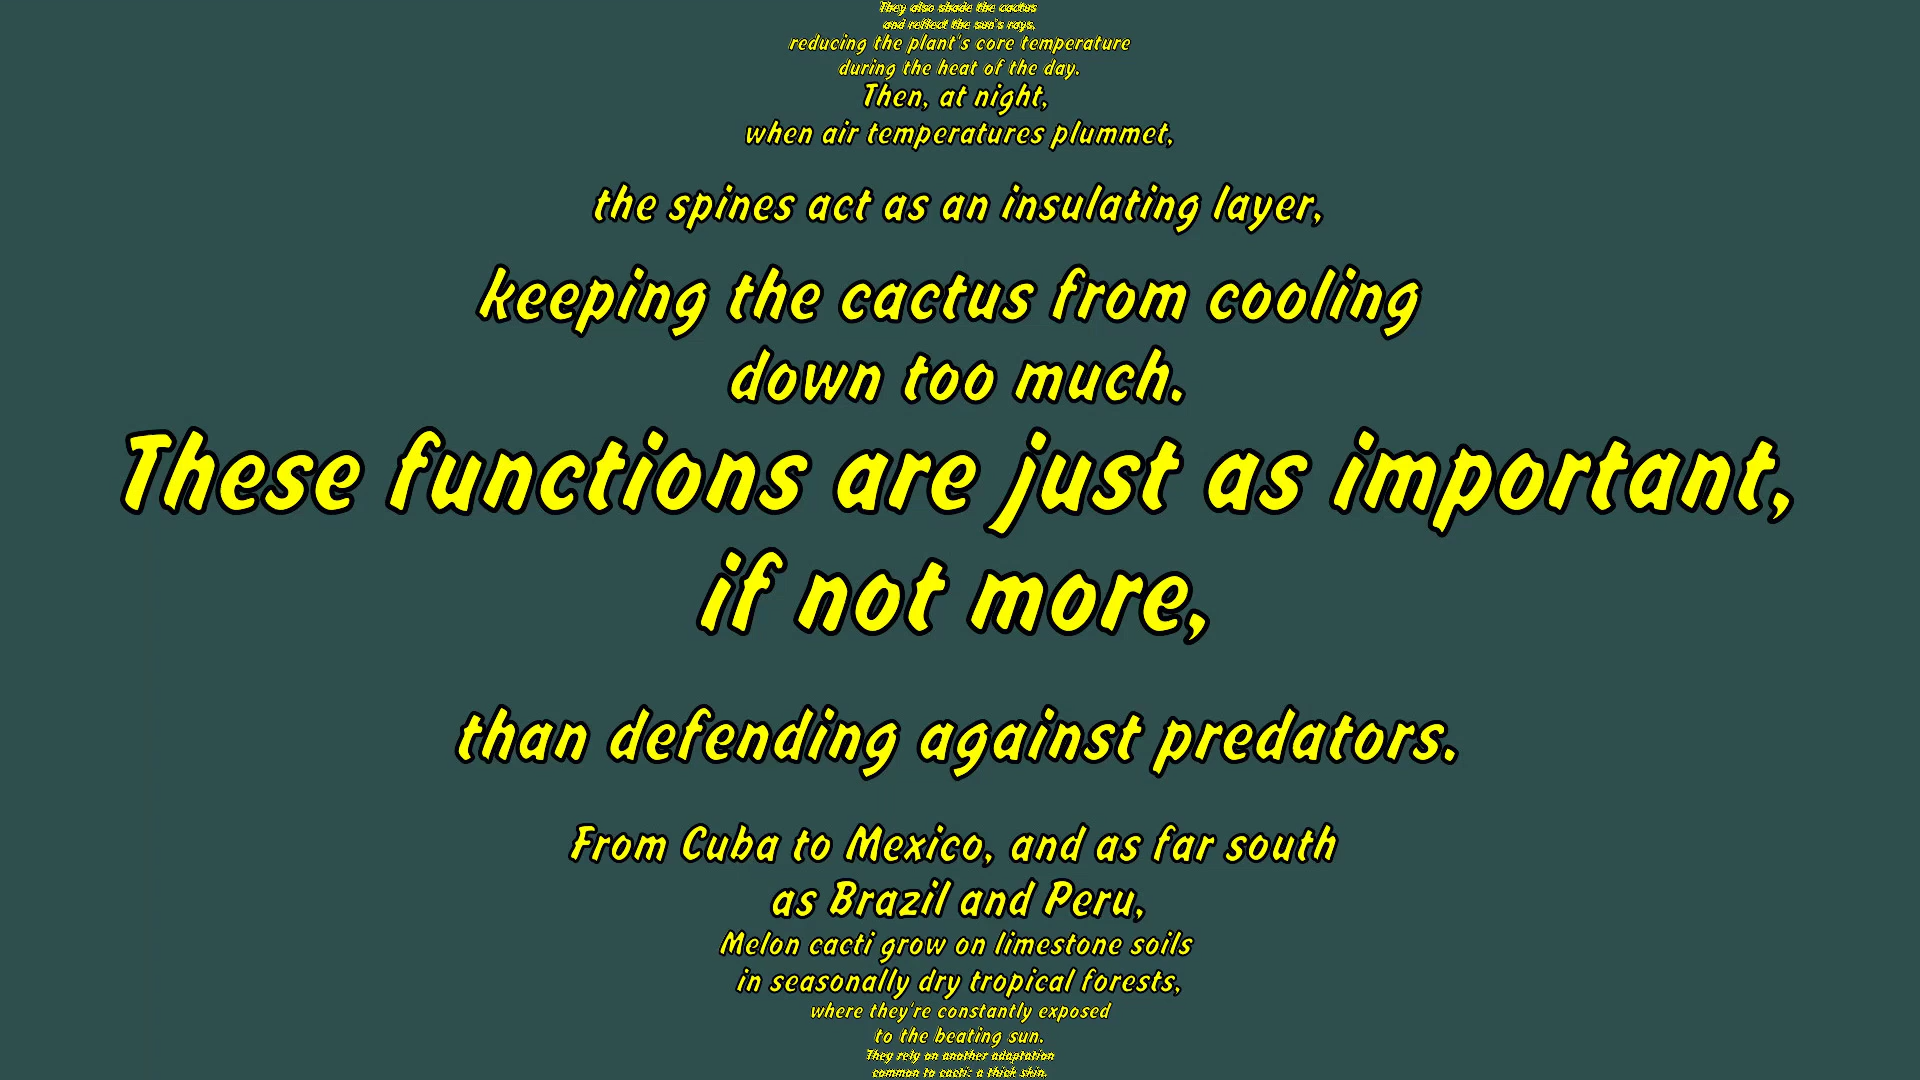 They also shade the cactus
and reflect the sun's rays,
reducing the plant's core temperature
during the heat of the day.
Then, at night,
when air temperatures plummet,
the spines act as an insulating layer,
keeping the cactus from cooling
down too much.
These functions are just as important,
if not more,
than defending against predators.
From Cuba to Mexico, and as far south
as Brazil and Peru,
Melon cacti grow on limestone soils
in seasonally dry tropical forests,
where they're constantly exposed
to the beating sun.
They rely on another adaptation
common to cacti: a thick skin.